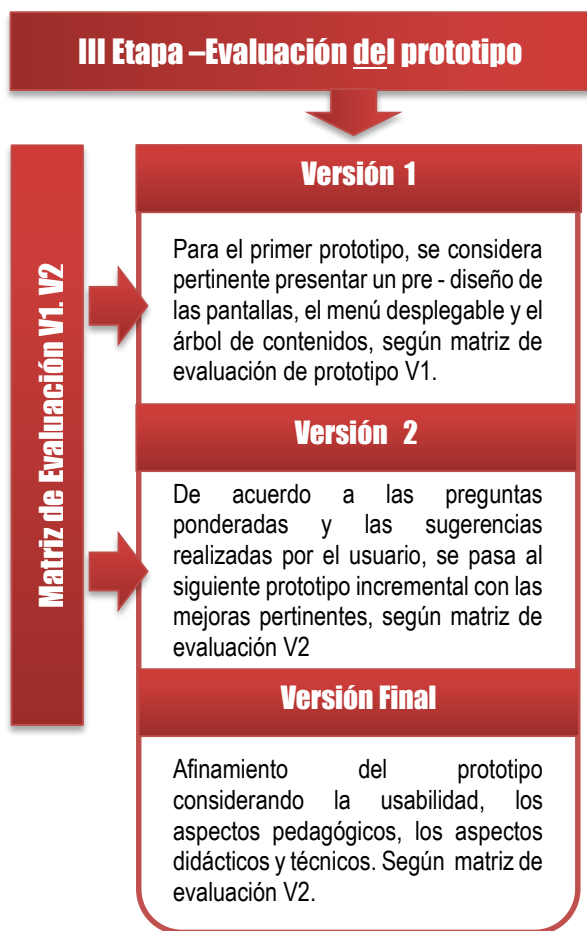 III Etapa –Evaluación del prototipo
Matriz de Evaluación V1. V2
Versión 1
Para el primer prototipo, se considera
pertinente presentar un pre - diseño de
las pantallas, el menú desplegable y el
árbol de contenidos, según matriz de
evaluación de prototipo V1.
Versión 2
De acuerdo a las preguntas
ponderadas y las sugerencias
realizadas por el usuario, se pasa al
siguiente prototipo incremental con las
mejoras pertinentes, según matriz de
evaluación V2
Versión Final
Afinamiento del prototipo
considerando la usabilidad, los
aspectos pedagógicos, los aspectos
didácticos y técnicos. Según matriz de
evaluación V2.